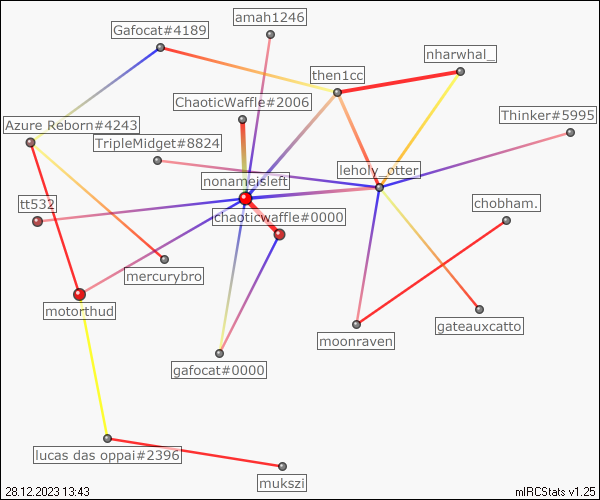 amah1246
Gafocat#4189
nharwhal_
then1cc
ChaoticWaffle#2006
Thinker#5995
Azure Reborn#4243
TripleMidget#8824
leholy_otter
nonameisleft
tt532
chobham.
chaoticwaffle#0000
mercurybro
motorthud
gateauxcatto
moonraven
gafocat#0000
lucas das oppai#2396
mukszi
28.12.2023 13:43
mIRCStats v1.25